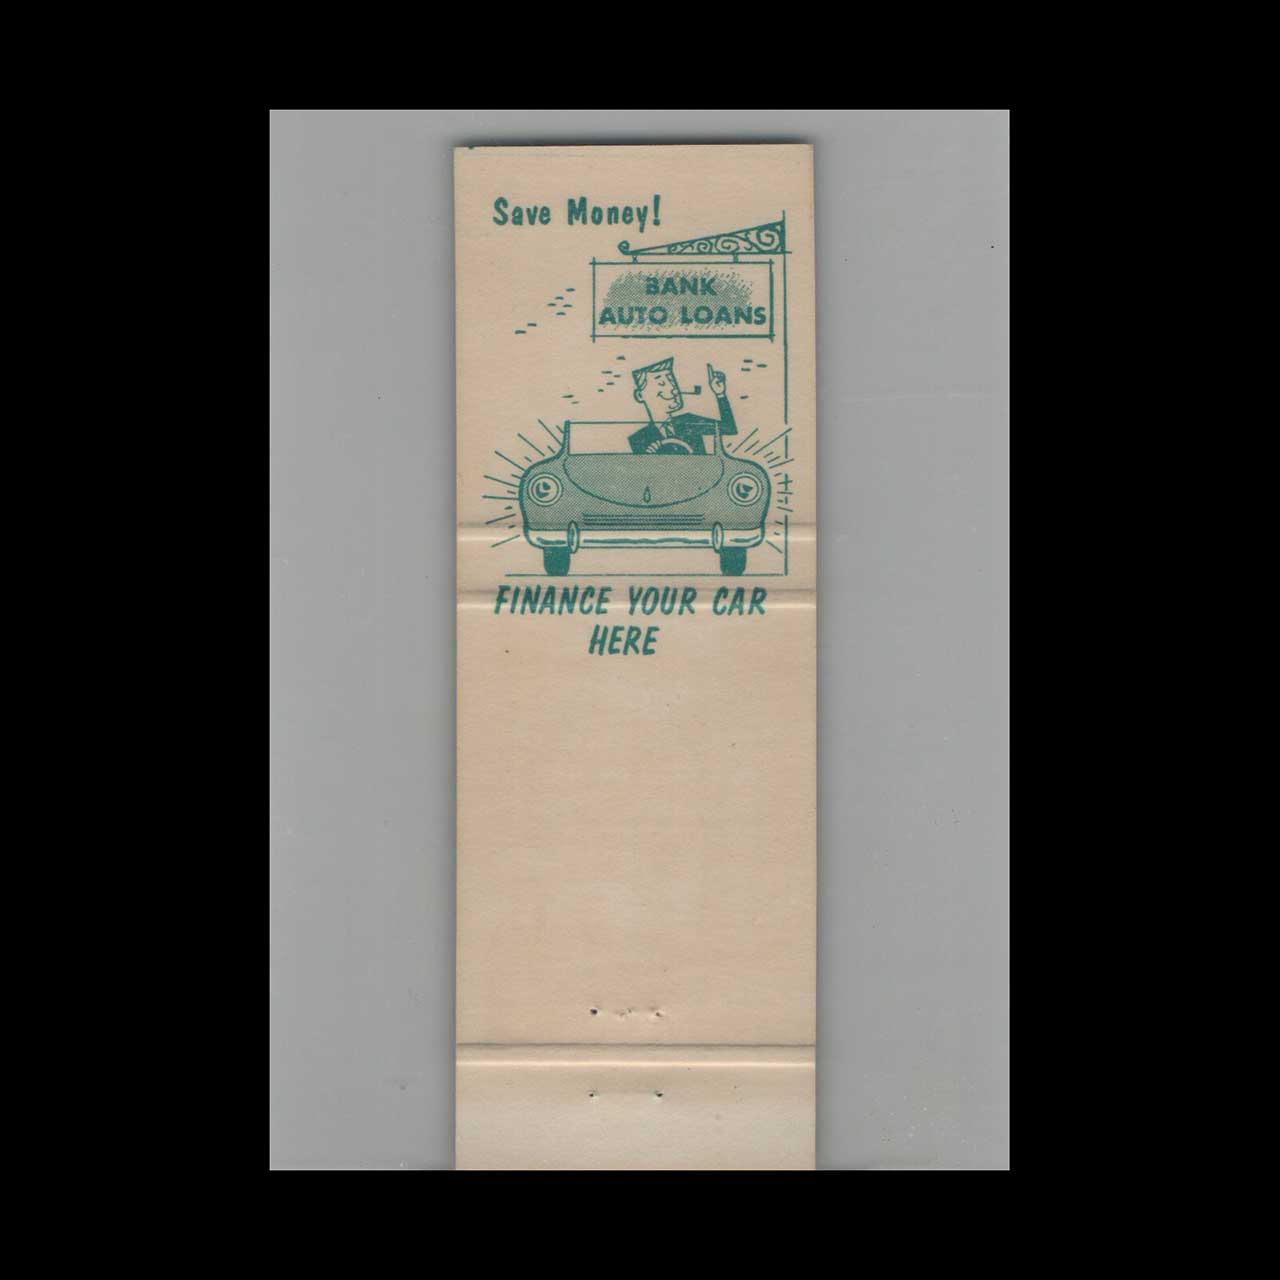 Save Money!
BANK
AUTO LOANS
FINANCE YOUR CAR
HERE